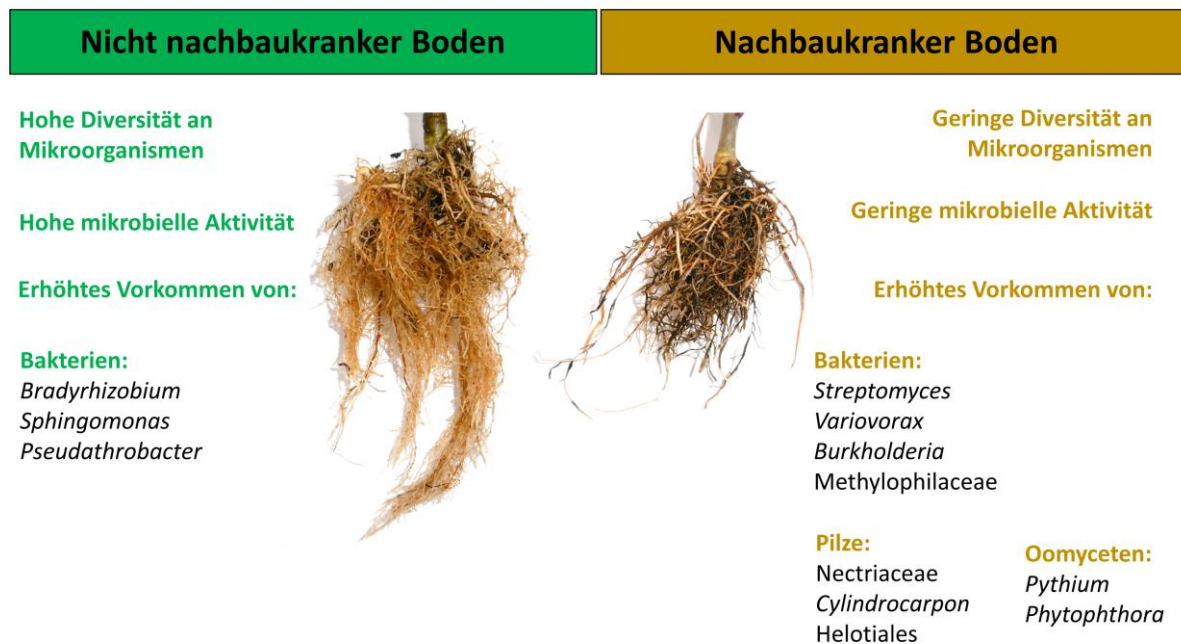 Nicht nachbaukranker Boden
Nachbaukranker Boden
Hohe Diversität an
Mikroorganismen
Hohe mikrobielle Aktivität
Erhöhtes Vorkommen von:
Bakterien:
Bradyrhizobium
Sphingomonas
Pseudathrobacter
Geringe Diversität an
Mikroorganismen
Geringe mikrobielle Aktivität
Erhöhtes Vorkommen von:
Bakterien:
Streptomyces
Variovorax
Burkholderia
Methylophilaceae
Pilze:
Nectriaceae
Cylindrocarpon
Helotiales
Oomyceten:
Pythium
Phytophthora